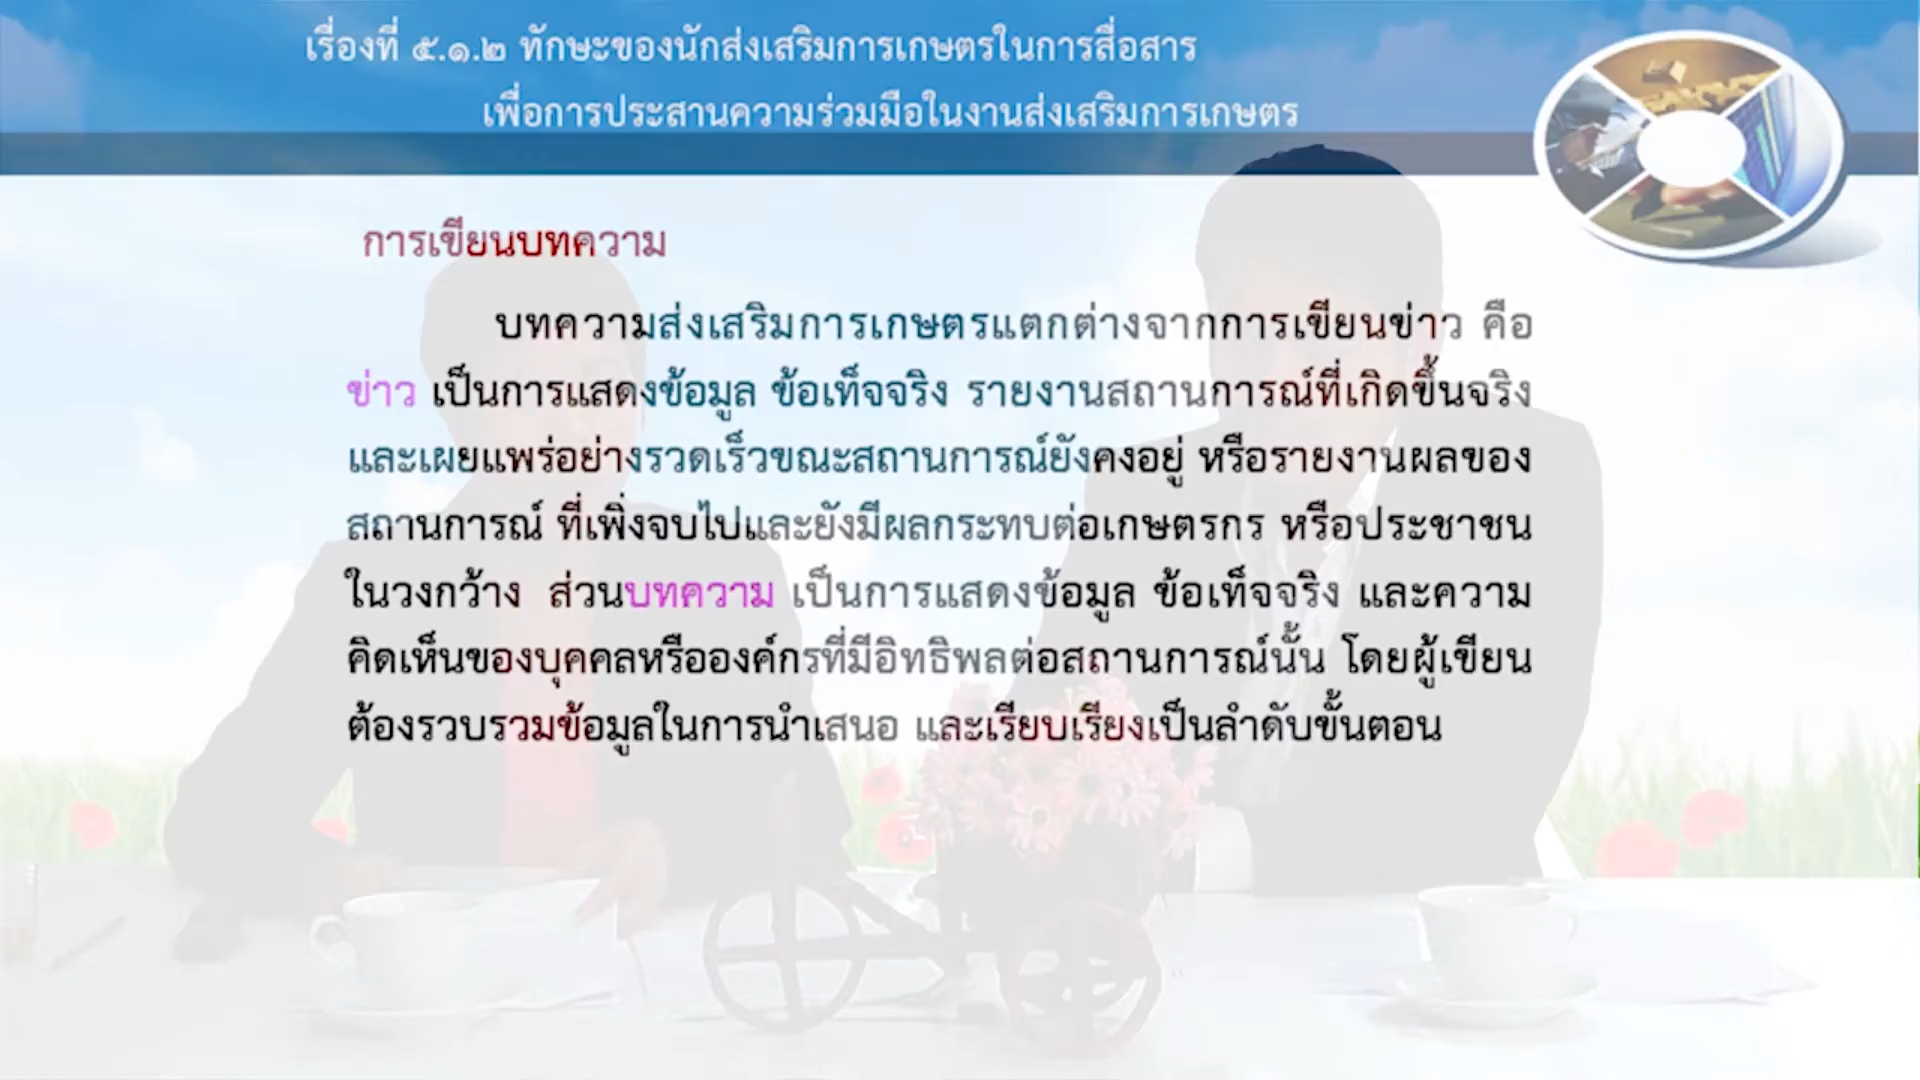 เรื่องที่ ๕.๑.๒ ทักษะของนักส่งเสริมการเกษตรในการสื่อสาร
เพื่อการประสานความร่วมมือในงานส่งเสริมการเกษตร
การเขียนบทความ
บทความส่งเสริมการเกษตรแตกต่างจากการเขียนข่าว คือ
ข่าว เป็นการแสดงข้อมูล ข้อเท็จจริง รายงานสถานการณ์ที่เกิดขึ้นจริง
และเผยแพร่อย่างรวดเร็วขณะสถานการณ์ยังคงอยู่ หรือรายงานผลของ
สถานการณ์ ที่เพิ่งจบไปและยังมีผลกระทบต่อเกษตรกร หรือประชาชน
ในวงกว้าง ส่วนบทความ เป็นการแสดงข้อมูล ข้อเท็จจริง และความ
คิดเห็นของบุคคลหรือองค์กรที่มีอิทธิพลต่อสถานการณ์นั้น โดยผู้เขียน
ต้องรวบรวมข้อมูลในการนำเสนอ และเรียบเรียงเป็นลำดับขั้นตอน